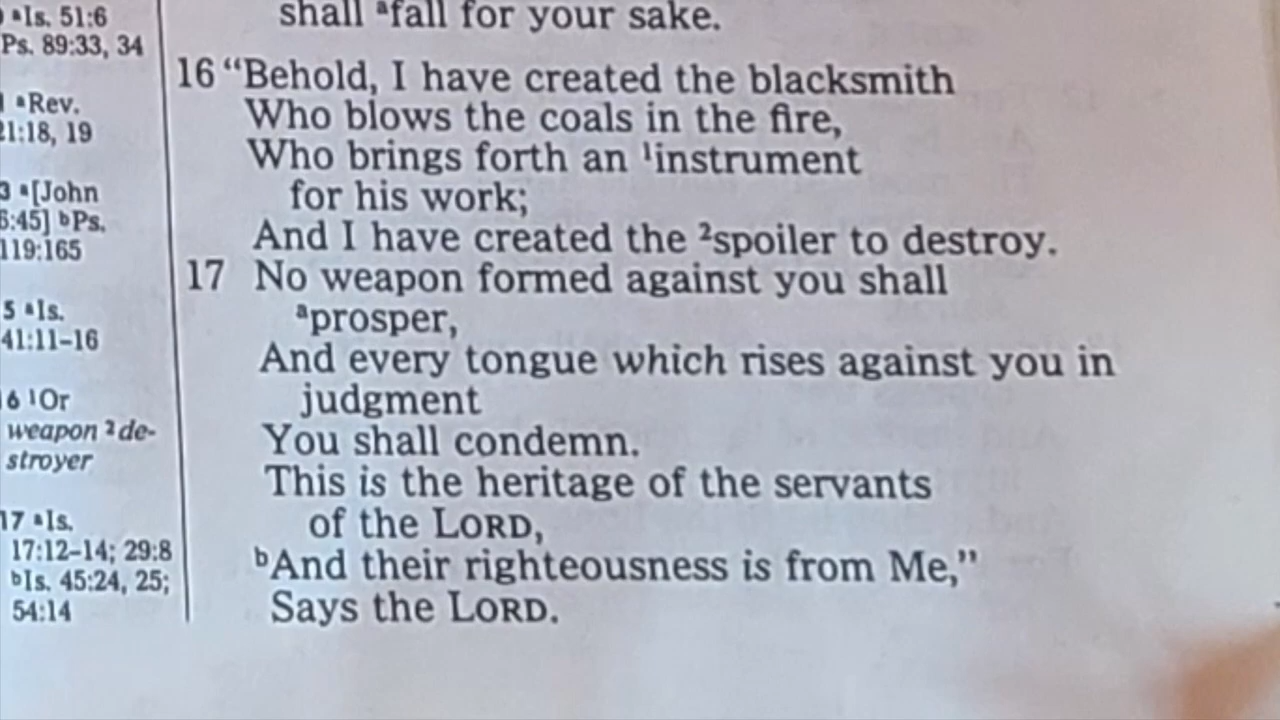 ᵃIs. 51:6
Ps. 89:33, 34
ᵃRev.
21:18, 19
3 ᵃ[John
6:45] ᵇPs.
119:165
5 ᵃIs.
41:11–16
16 ¹Or
weapon ²de-
stroyer
17 ᵃIs.
17:12–14; 29:8
ᵇIs. 45:24, 25;
54:14
shall ᵃfall for your sake.
16 “Behold, I have created the blacksmith
Who blows the coals in the fire,
Who brings forth an ¹instrument
for his work;
And I have created the ²spoiler to destroy.
17 No weapon formed against you shall
ᵃprosper,
And every tongue which rises against you in
judgment
You shall condemn.
This is the heritage of the servants
of the LORD,
ᵇAnd their righteousness is from Me,”
Says the LORD.